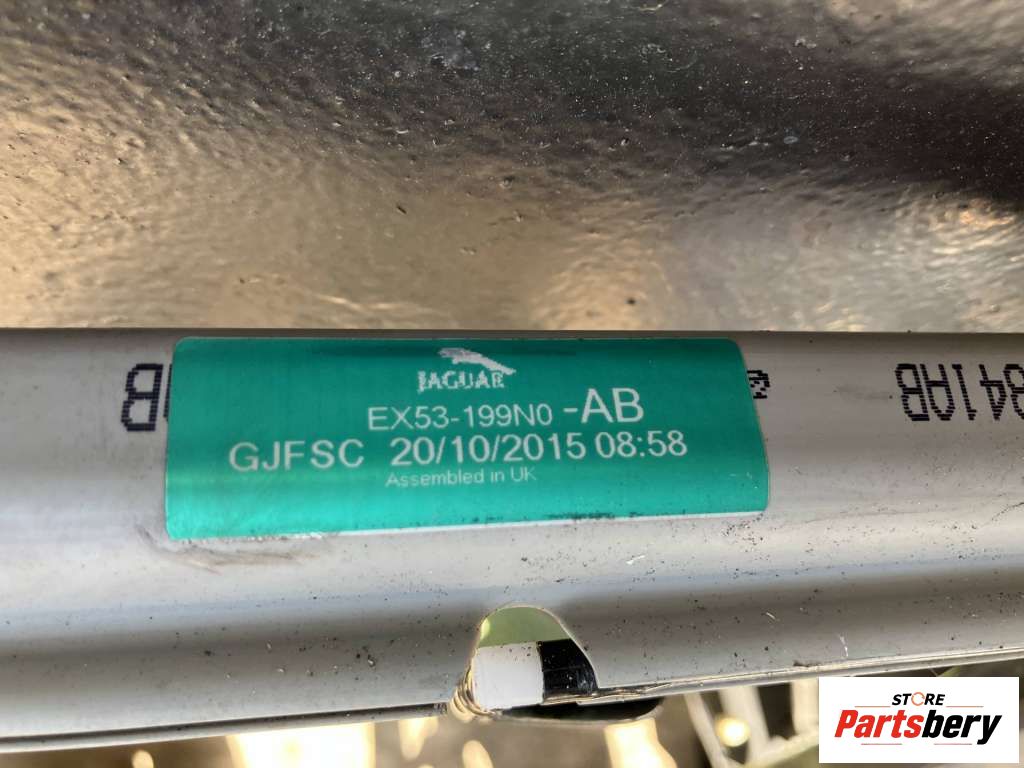 JAGUAR
EX53-199N0 -AB
GJFSC 20/10/2015 08:58
Assembled in UK
841AB
STORE
Partsbery